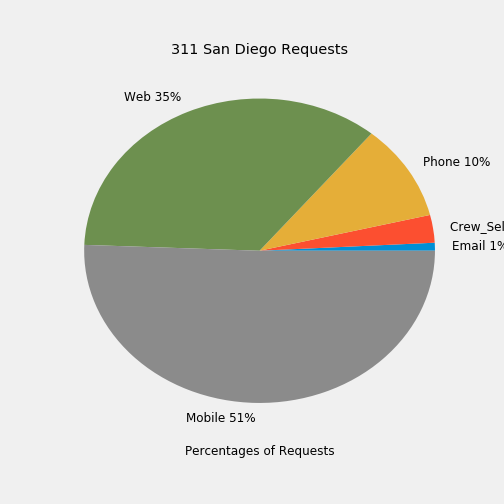 311 San Diego Requests
Web 35%
Phone 10%
Crew_Sel
Email 1%
Mobile 51%
Percentages of Requests